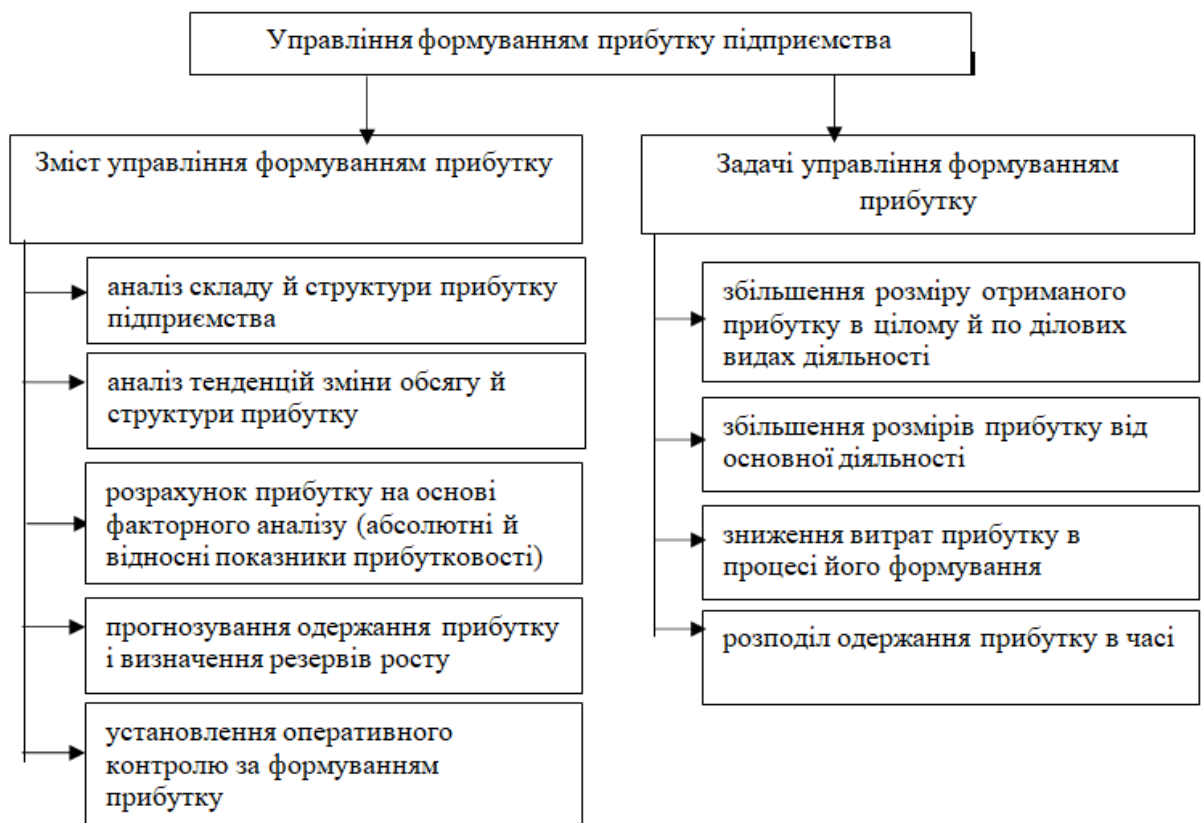 Управління формуванням прибутку підприємства
Зміст управління формуванням прибутку
аналіз складу й структури прибутку
підприємства
аналіз тенденцій зміни обсягу й
структури прибутку
розрахунок прибутку на основі
факторного аналізу (абсолютні й
відносні показники прибутковості)
прогнозування одержання прибутку
і визначення резервів росту
установлення оперативного
контролю за формуванням
прибутку
Задачі управління формуванням
прибутку
збільшення розміру отриманого
прибутку в цілому й по ділових
видах діяльності
збільшення розмірів прибутку від
основної діяльності
зниження витрат прибутку в
процесі його формування
розподіл одержання прибутку в часі